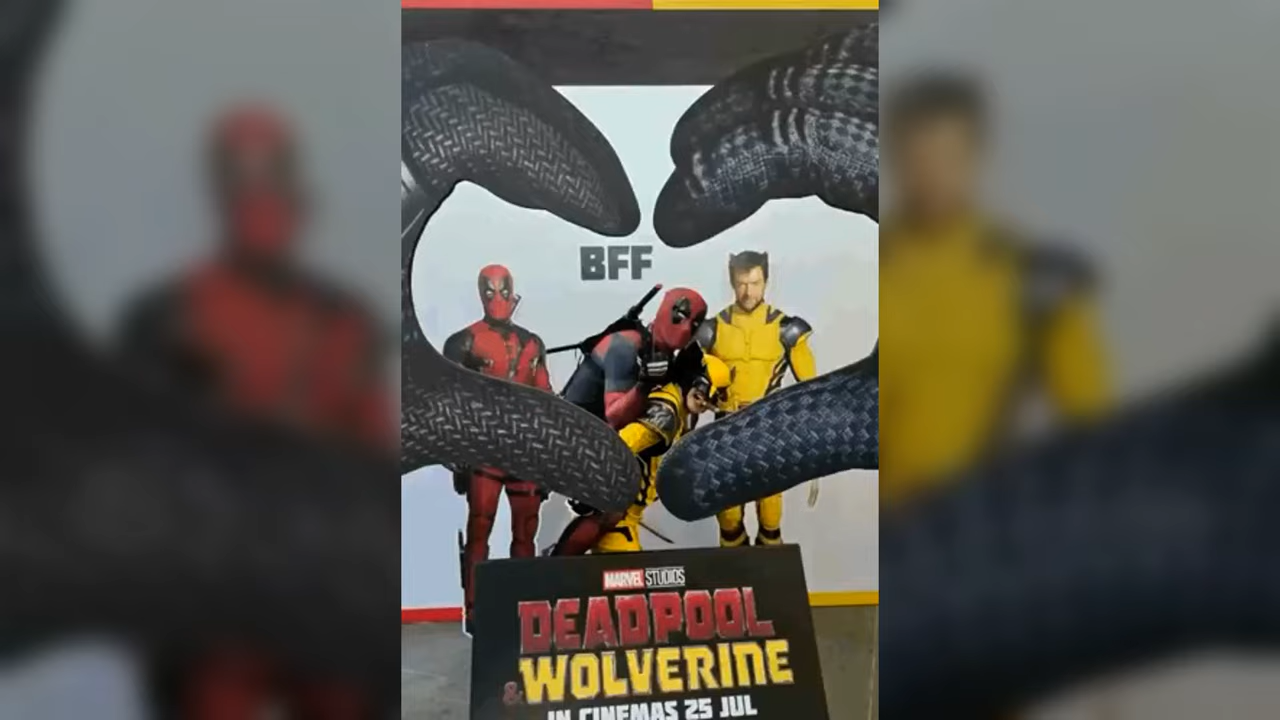 BFF
MARVEL STUDIOS
DEADPOOL
& WOLVERINE
IN CINEMAS 25 JUL